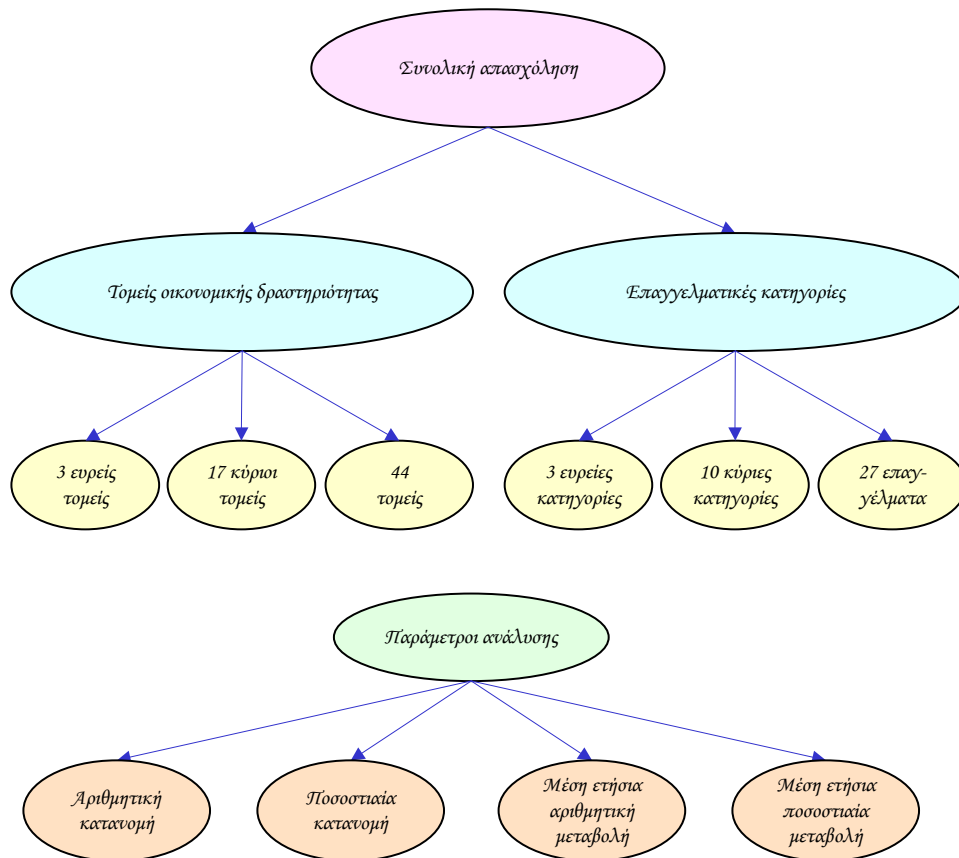 Συνολική απασχόληση
Τομείς οικονομικής δραστηριότητας
Επαγγελματικές κατηγορίες
3 ευρείς
τομείς
17 κύριοι
τομείς
44
τομείς
3 ευρείες
κατηγορίες
10 κύριες
κατηγορίες
27 επαγ-
γέλματα
Παράμετροι ανάλυσης
Αριθμητική
κατανομή
Ποσοστιαία
κατανομή
Μέση ετήσια
αριθμητική
μεταβολή
Μέση ετήσια
ποσοστιαία
μεταβολή